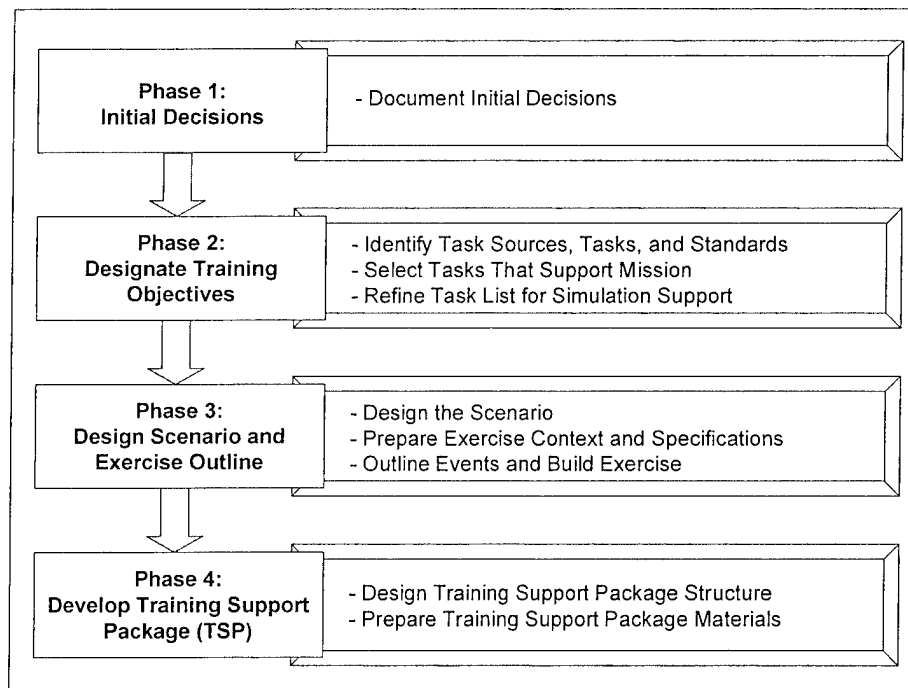 Phase 1:
Initial Decisions
- Document Initial Decisions
Phase 2:
Designate Training
Objectives
- Identify Task Sources, Tasks, and Standards
- Select Tasks That Support Mission
- Refine Task List for Simulation Support
Phase 3:
Design Scenario and
Exercise Outline
- Design the Scenario
- Prepare Exercise Context and Specifications
- Outline Events and Build Exercise
Phase 4:
Develop Training Support
Package (TSP)
- Design Training Support Package Structure
- Prepare Training Support Package Materials